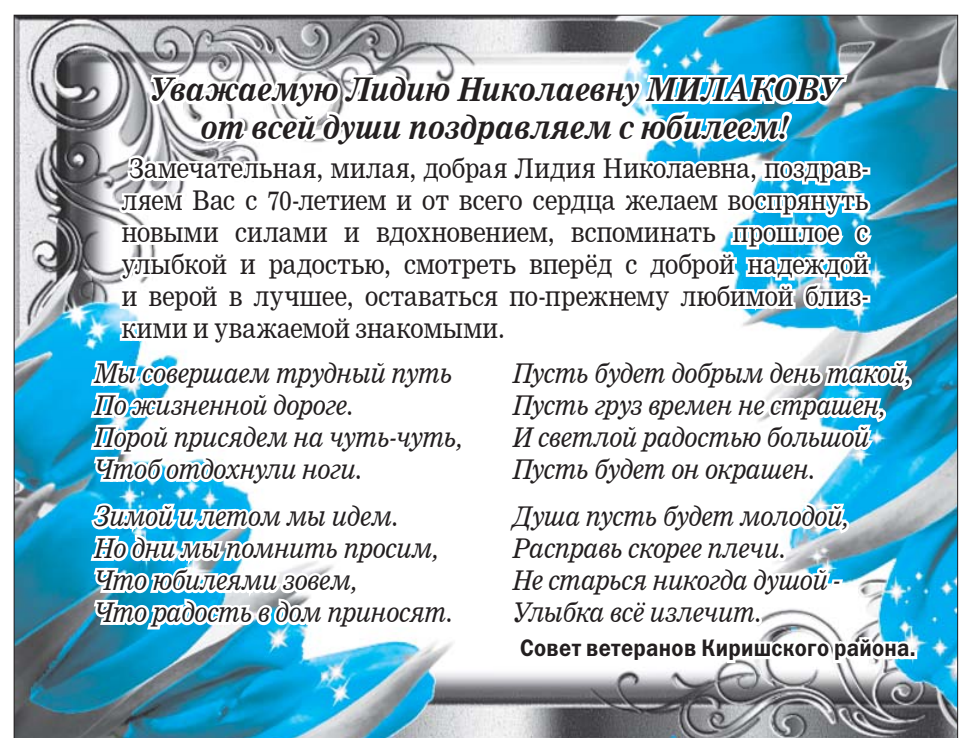 Уважаемую Лидию Николаевну МИЛАКОВУ
от всей души поздравляем с юбилеем!
Замечательная, милая, добрая Лидия Николаевна, поздрав-
ляем Вас с 70-летием и от всего сердца желаем воспрянуть
новыми силами и вдохновением, вспоминать прошлое с
улыбкой и радостью, смотреть вперёд с доброй надеждой
и верой в лучшее, оставаться по-прежнему любимой близ-
кими и уважаемой знакомыми.
Мы совершаем трудный путь
По жизненной дороге.
Порой присядем на чуть-чуть,
Чтоб отдохнули ноги.
Зимой и летом мы идем.
Но дни мы помнить просим,
Что юбилеями зовем,
Что радость в дом приносят.
Пусть будет добрым день такой,
Пусть груз времен не страшен,
И светлой радостью большой
Пусть будет он окрашен.
Душа пусть будет молодой,
Расправь скорее плечи.
Не старься никогда душой -
Улыбка всё излечит.
Совет ветеранов Киришского района.